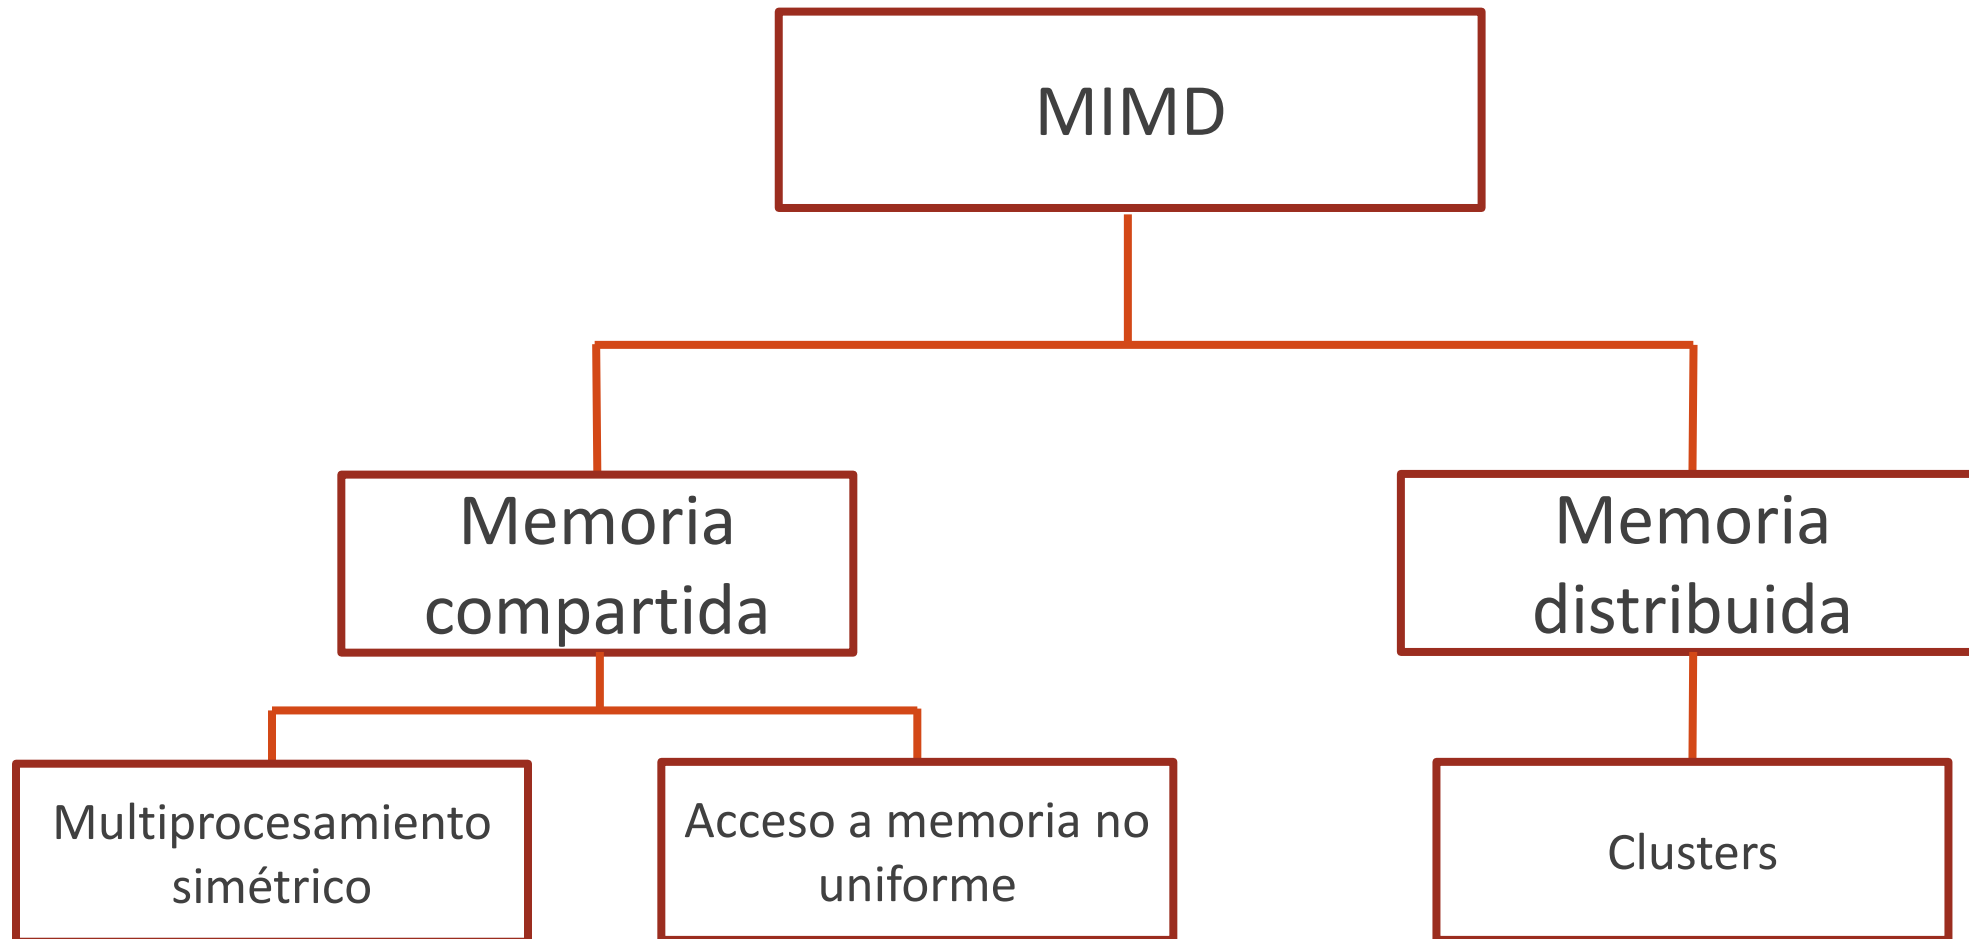 MIMD
Memoria
compartida
Memoria
distribuida
Multiprocesamiento
simétrico
Acceso a memoria no
uniforme
Clusters